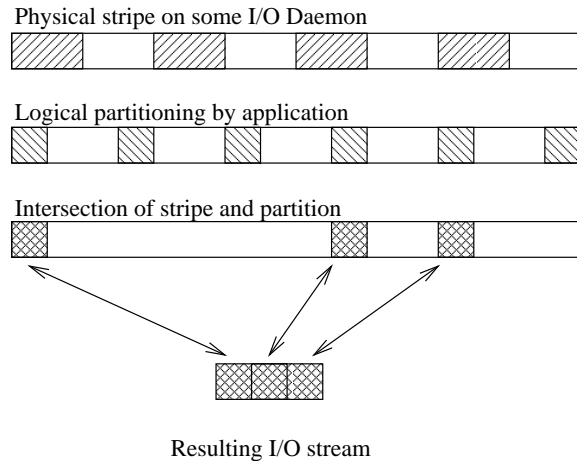 Physical stripe on some I/O Daemon
Logical partitioning by application
Intersection of stripe and partition
Resulting I/O stream